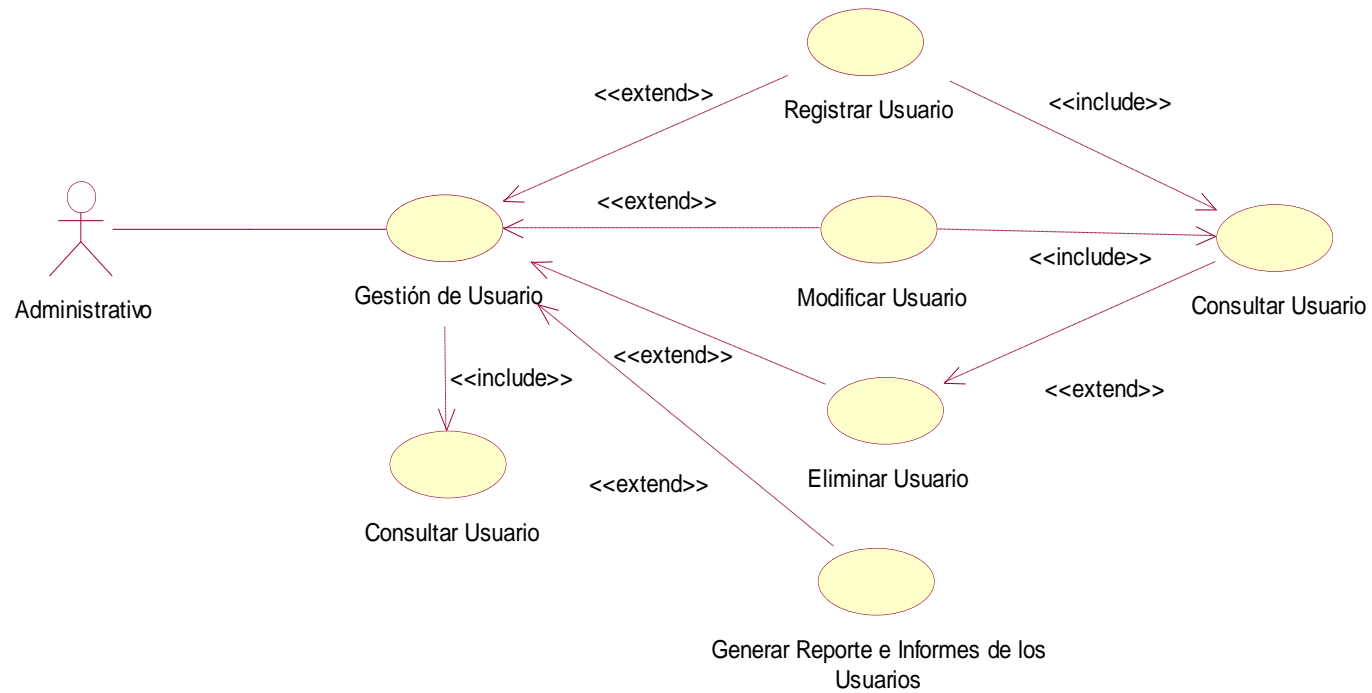 <<extend>>
Registrar Usuario
<<include>>
<<extend>>
Administrativo
Gestión de Usuario
Modificar Usuario
<<include>>
Consultar Usuario
<<include>>
<<extend>>
<<extend>>
Eliminar Usuario
<<extend>>
Consultar Usuario
Generar Reporte e Informes de los
Usuarios